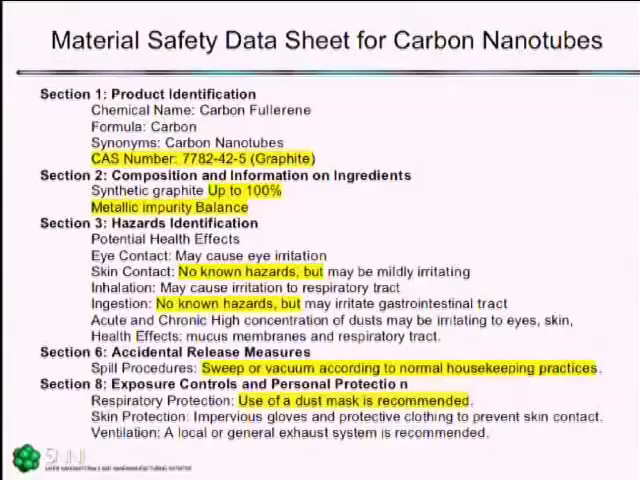 Material Safety Data Sheet for Carbon Nanotubes
Section 1: Product Identification
Chemical Name: Carbon Fullerene
Formula: Carbon
Synonyms: Carbon Nanotubes
CAS Number: 7782-42-5 (Graphite)
Section 2: Composition and Information on Ingredients
Synthetic graphite Up to 100%
Metallic impurity Balance
Section 3: Hazards Identification
Potential Health Effects
Eye Contact: May cause eye irritation
Skin Contact: No known hazards, but may be mildly irritating
Inhalation: May cause irritation to respiratory tract
Ingestion: No known hazards, but may irritate gastrointestinal tract
Acute and Chronic High concentration of dusts may be irritating to eyes, skin,
Health Effects: mucus membranes and respiratory tract.
Section 6: Accidental Release Measures
Spill Procedures: Sweep or vacuum according to normal housekeeping practices.
Section 8: Exposure Controls and Personal Protection
Respiratory Protection: Use of a dust mask is recommended.
Skin Protection: Impervious gloves and protective clothing to prevent skin contact.
Ventilation: A local or general exhaust system is recommended.
SNNI
SAFER NANOMATERIALS AND NANOMANUFACTURING INITIATIVE